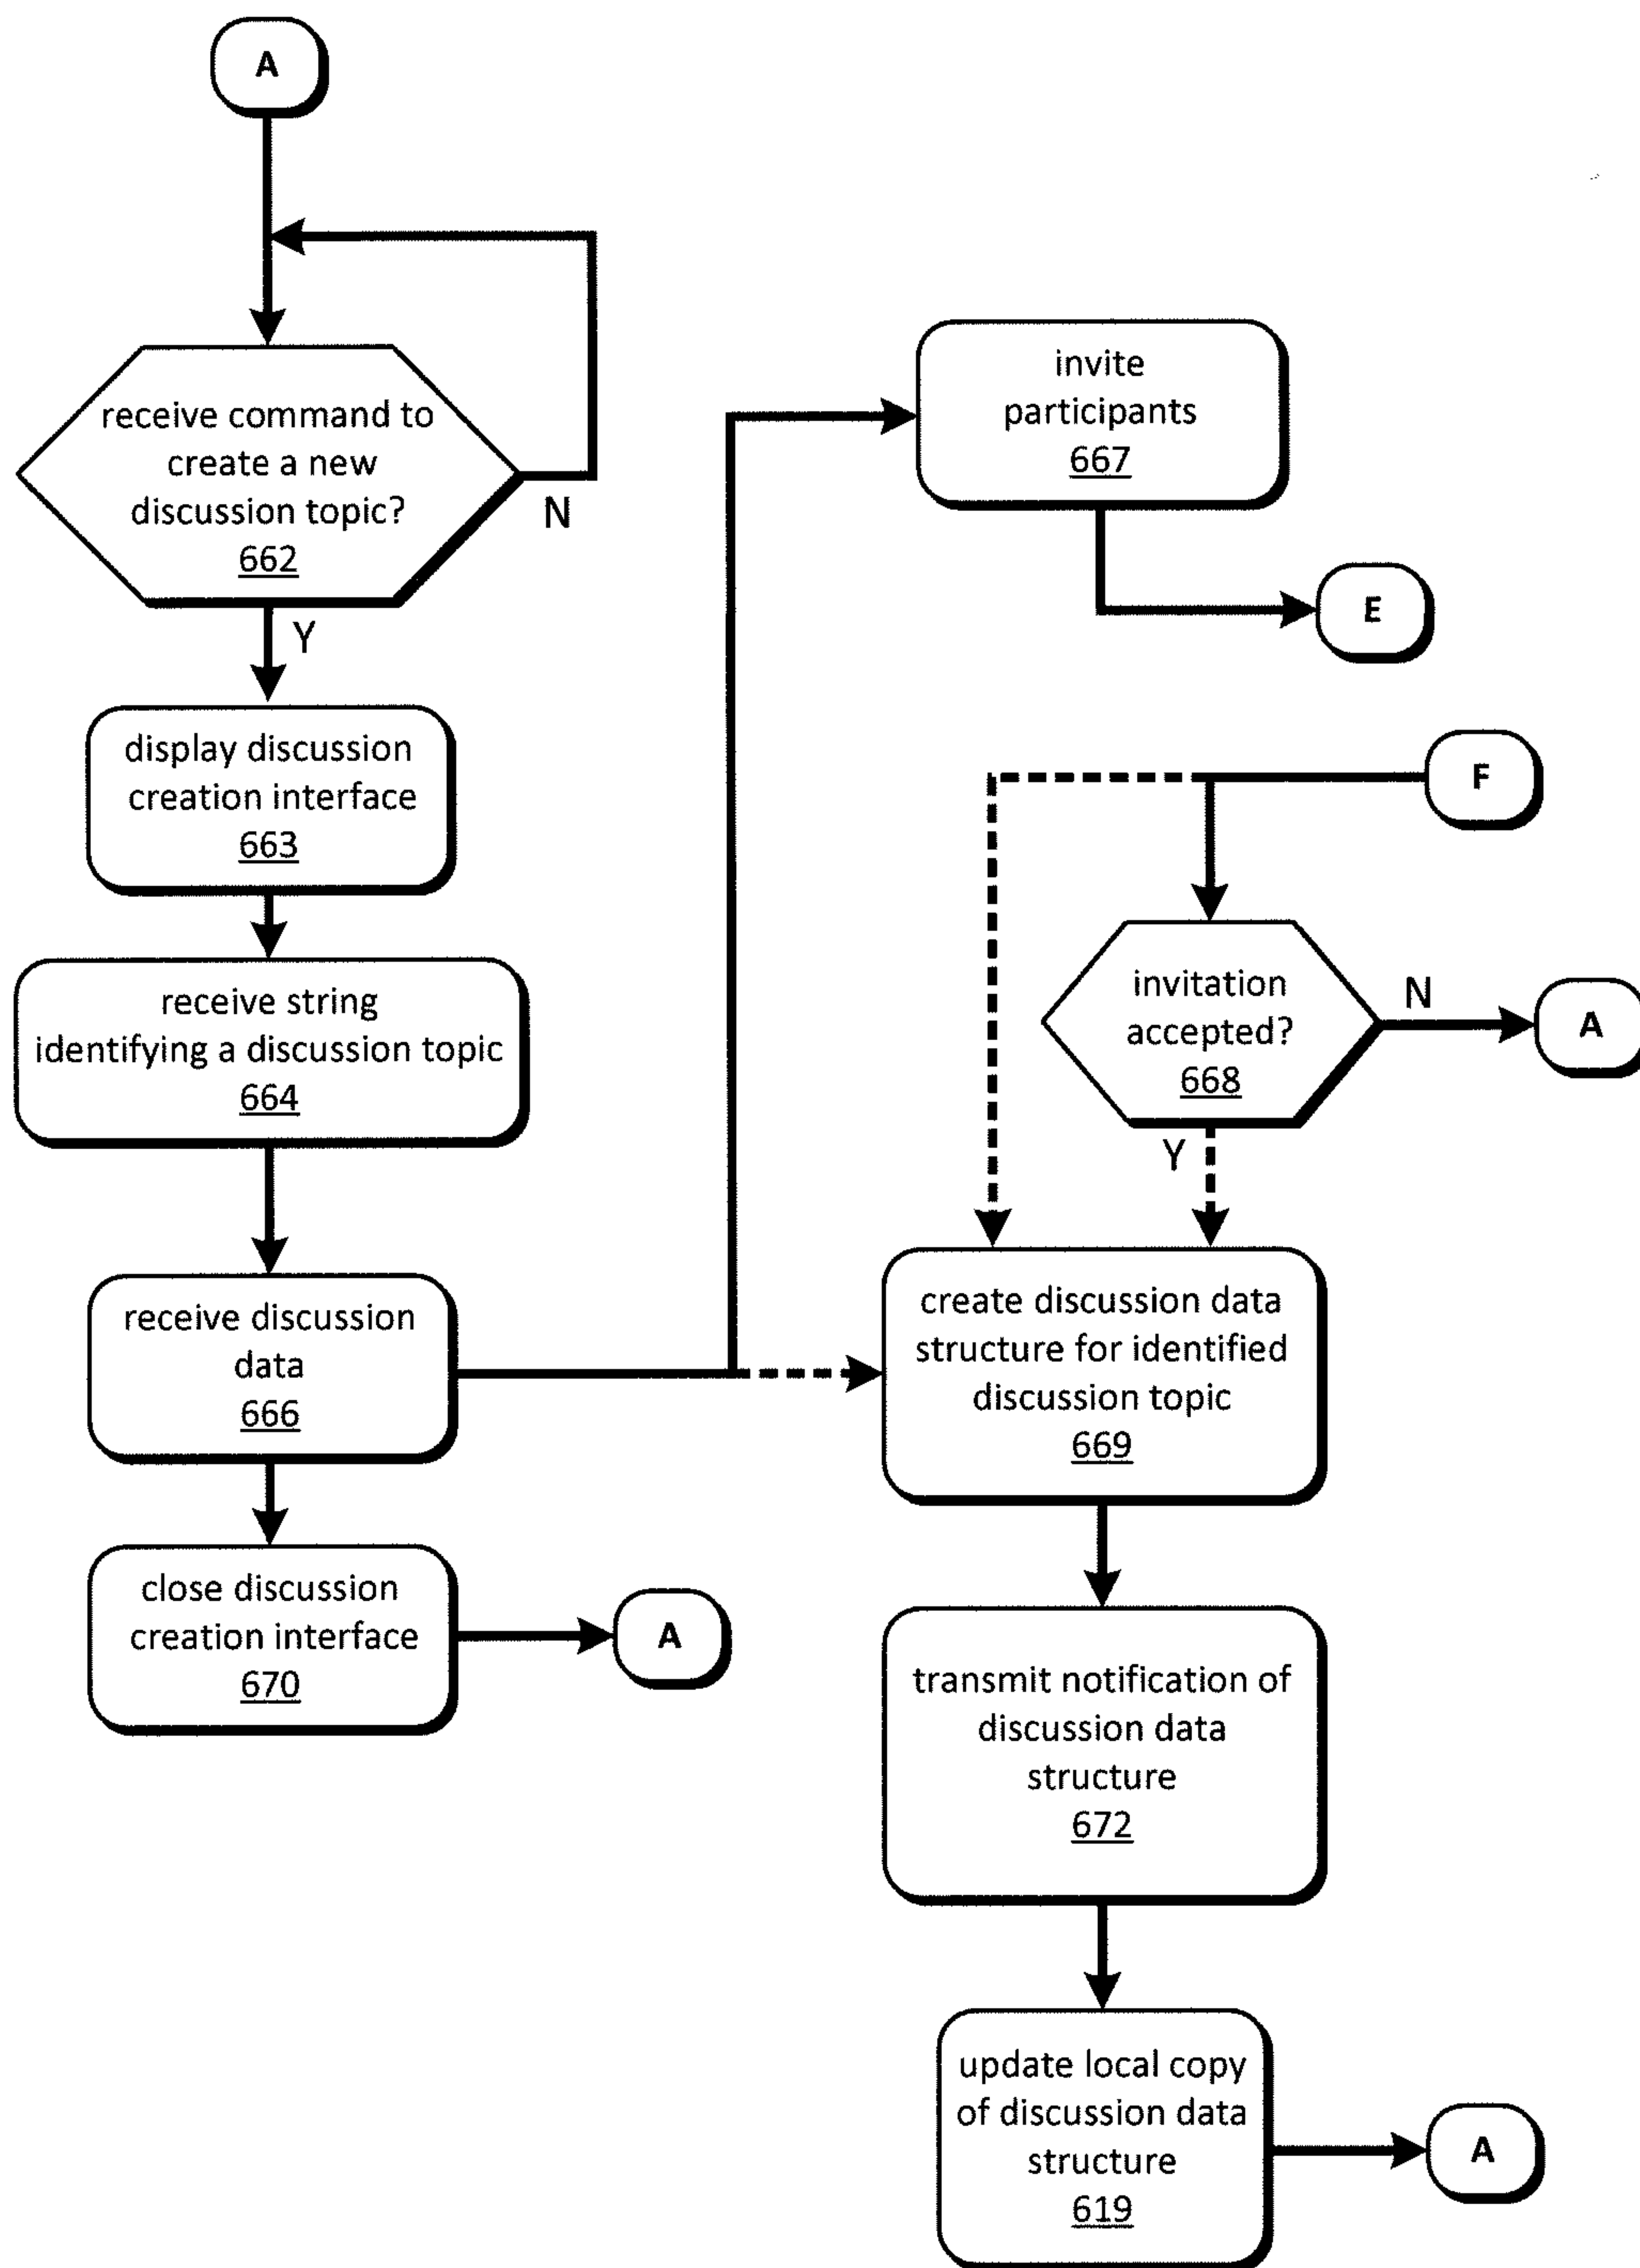 A
receive command to
create a new
discussion topic?
662
N
Y
display discussion
creation interface
663
receive string
identifying a discussion topic
664
receive discussion
data
666
close discussion
creation interface
670
A
invite
participants
667
E
F
invitation
accepted?
668
N
A
Y
create discussion data
structure for identified
discussion topic
669
transmit notification of
discussion data
structure
672
update local copy
of discussion data
structure
619
A